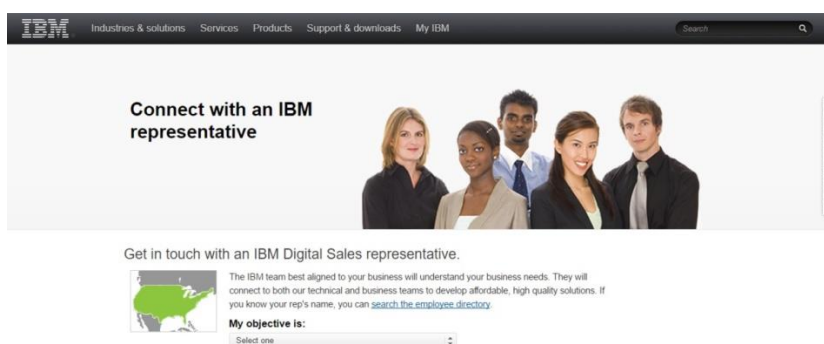 IBM. Industries & solutions Services Products Support & downloads My IBM Search
Connect with an IBM
representative
Get in touch with an IBM Digital Sales representative.
The IBM team best aligned to your business will understand your business needs. They will
connect to both our technical and business teams to develop affordable, high quality solutions. If
you know your rep's name, you can search the employee directory.
My objective is:
Select one